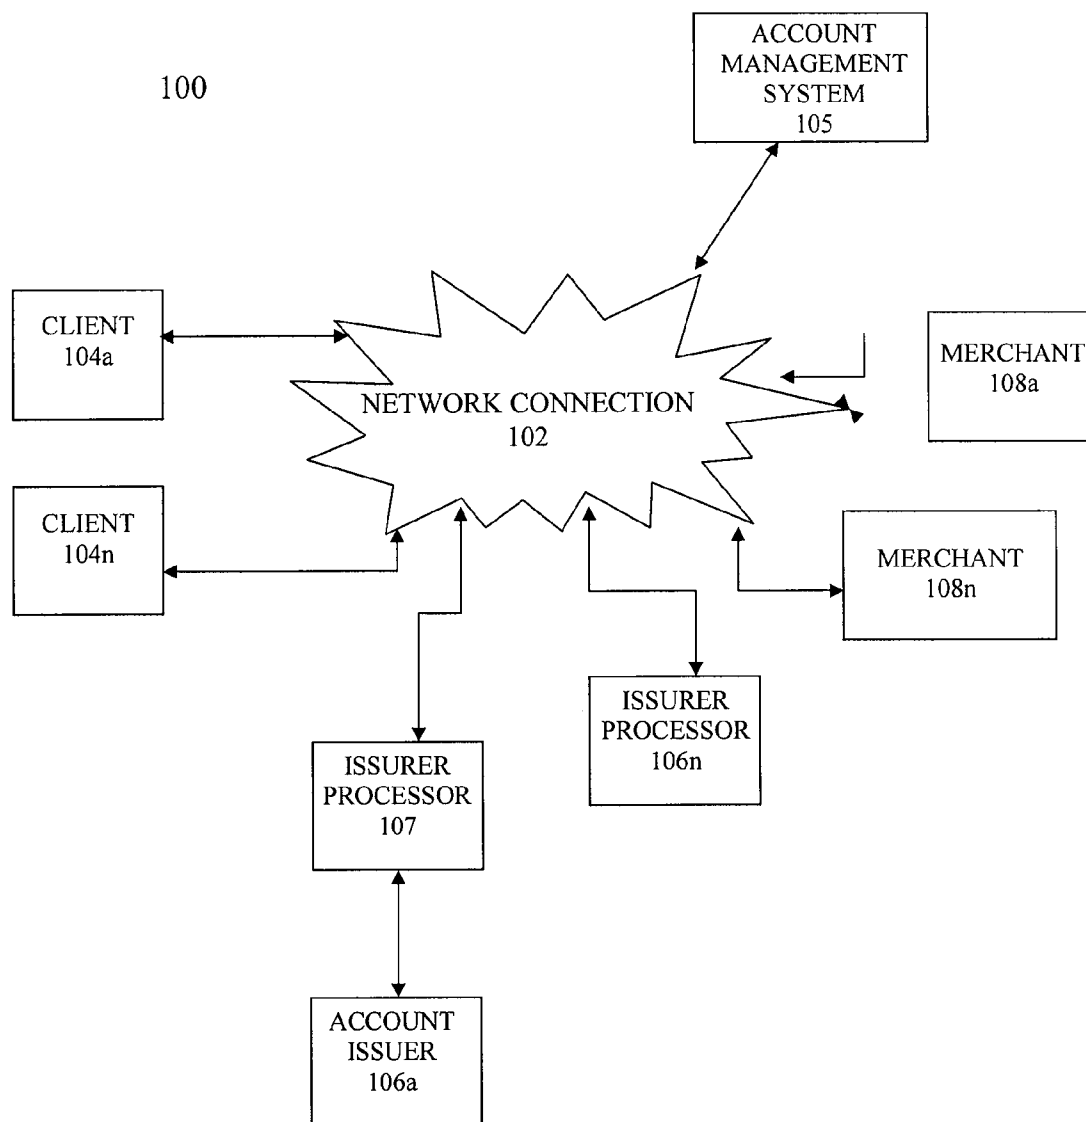 100
ACCOUNT
MANAGEMENT
SYSTEM
105
CLIENT
104a
NETWORK CONNECTION
102
MERCHANT
108a
CLIENT
104n
MERCHANT
108n
ISSURER
PROCESSOR
106n
ISSURER
PROCESSOR
107
ACCOUNT
ISSUER
106a